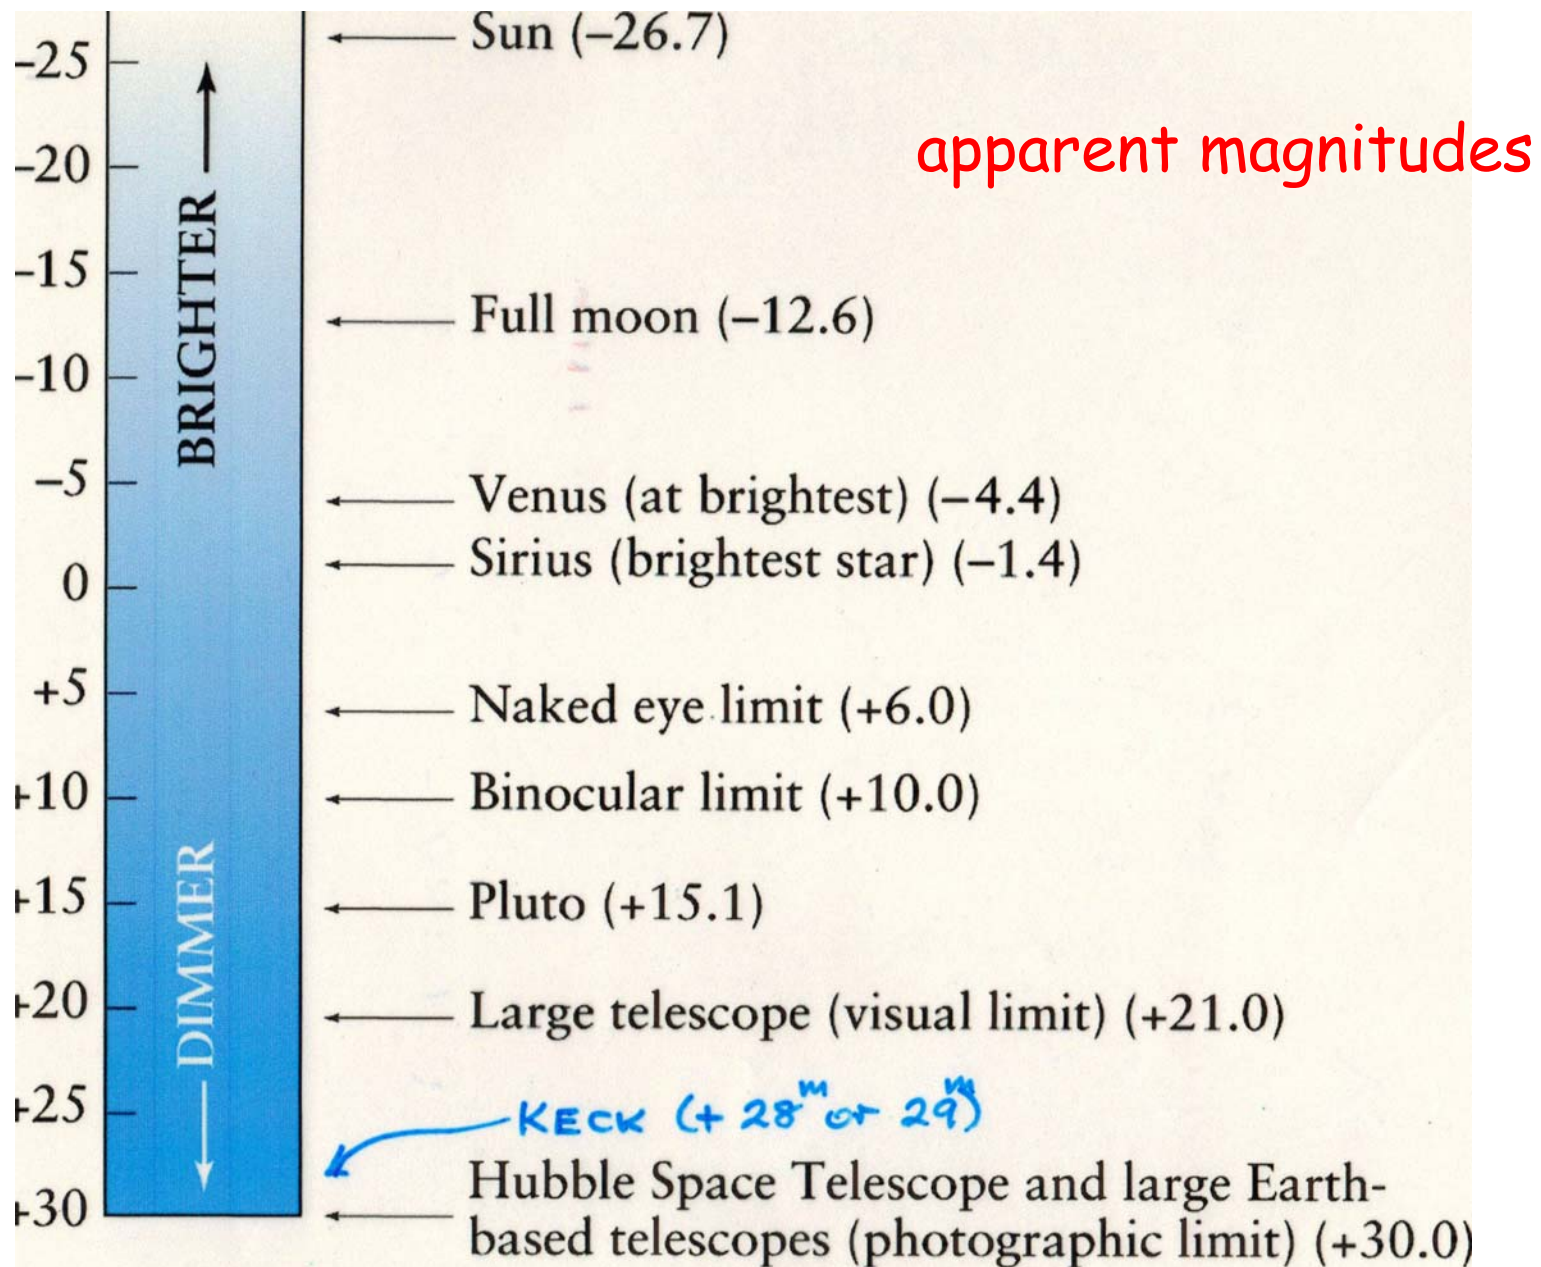 Sun (–26.7)
–25
apparent magnitudes
–20
–15
Full moon (–12.6)
–10
BRIGHTER
–5
Venus (at brightest) (–4.4)
Sirius (brightest star) (–1.4)
0
+5
Naked eye limit (+6.0)
+10
Binocular limit (+10.0)
+15
Pluto (+15.1)
DIMMER
+20
Large telescope (visual limit) (+21.0)
+25
KECK (+ 28ᵐ or 29ᵐ)
Hubble Space Telescope and large Earth-
+30
based telescopes (photographic limit) (+30.0)